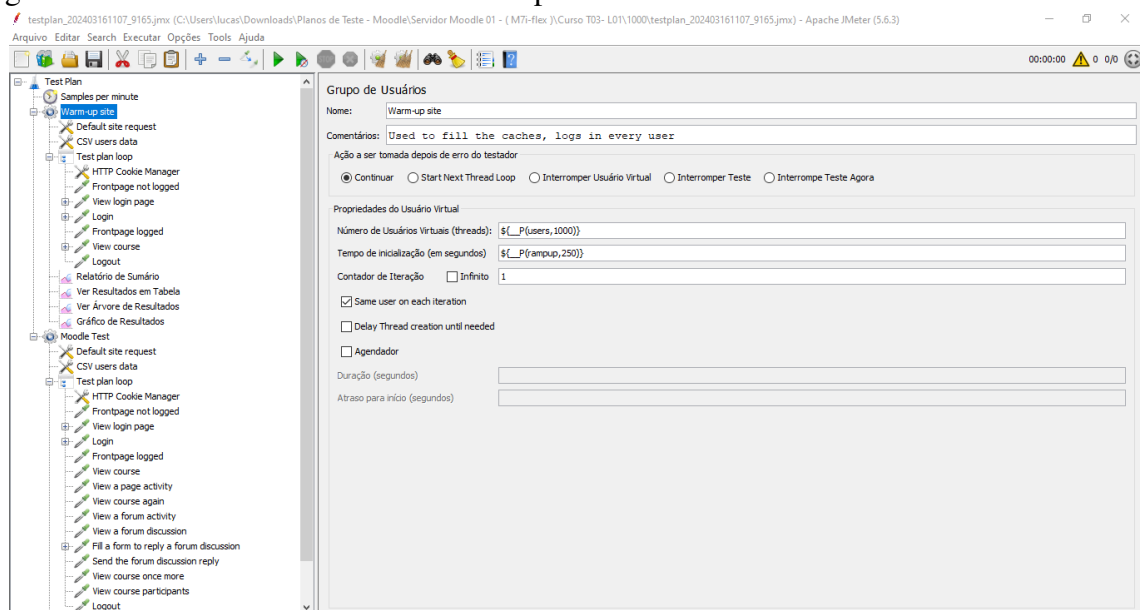 testplan_202403161107_9165.jmx (C:\Users\lucas\Downloads\Planos de Teste - Moodle\Servidor Moodle 01 - ( M7i-flex )\Curso T03- L01\1000\testplan_202403161107_9165.jmx) - Apache JMeter (5.6.3)
Arquivo Editar Search Executar Opções Tools Ajuda
00:00:00 0 0/0
Test Plan
Samples per minute
Warm-up site
Default site request
CSV users data
Test plan loop
HTTP Cookie Manager
Frontpage not logged
View login page
Login
Frontpage logged
View course
Logout
Relatório de Sumário
Ver Resultados em Tabela
Ver Árvore de Resultados
Gráfico de Resultados
Moodle Test
Default site request
CSV users data
Test plan loop
HTTP Cookie Manager
Frontpage not logged
View login page
Login
Frontpage logged
View course
View a page activity
View course again
View a forum activity
View a forum discussion
Fill a form to reply a forum discussion
Send the forum discussion reply
View course once more
View course participants
Logout
Grupo de Usuários
Nome: Warm-up site
Comentários: Used to fill the caches, logs in every user
Ação a ser tomada depois de erro do testador
Continuar Start Next Thread Loop Interromper Usuário Virtual Interromper Teste Interrompe Teste Agora
Propriedades do Usuário Virtual
Número de Usuários Virtuais (threads): ${__P(users,1000)}
Tempo de inicialização (em segundos) ${__P(rampup,250)}
Contador de Iteração Infinito 1
Same user on each iteration
Delay Thread creation until needed
Agendador
Duração (segundos)
Atraso para início (segundos)